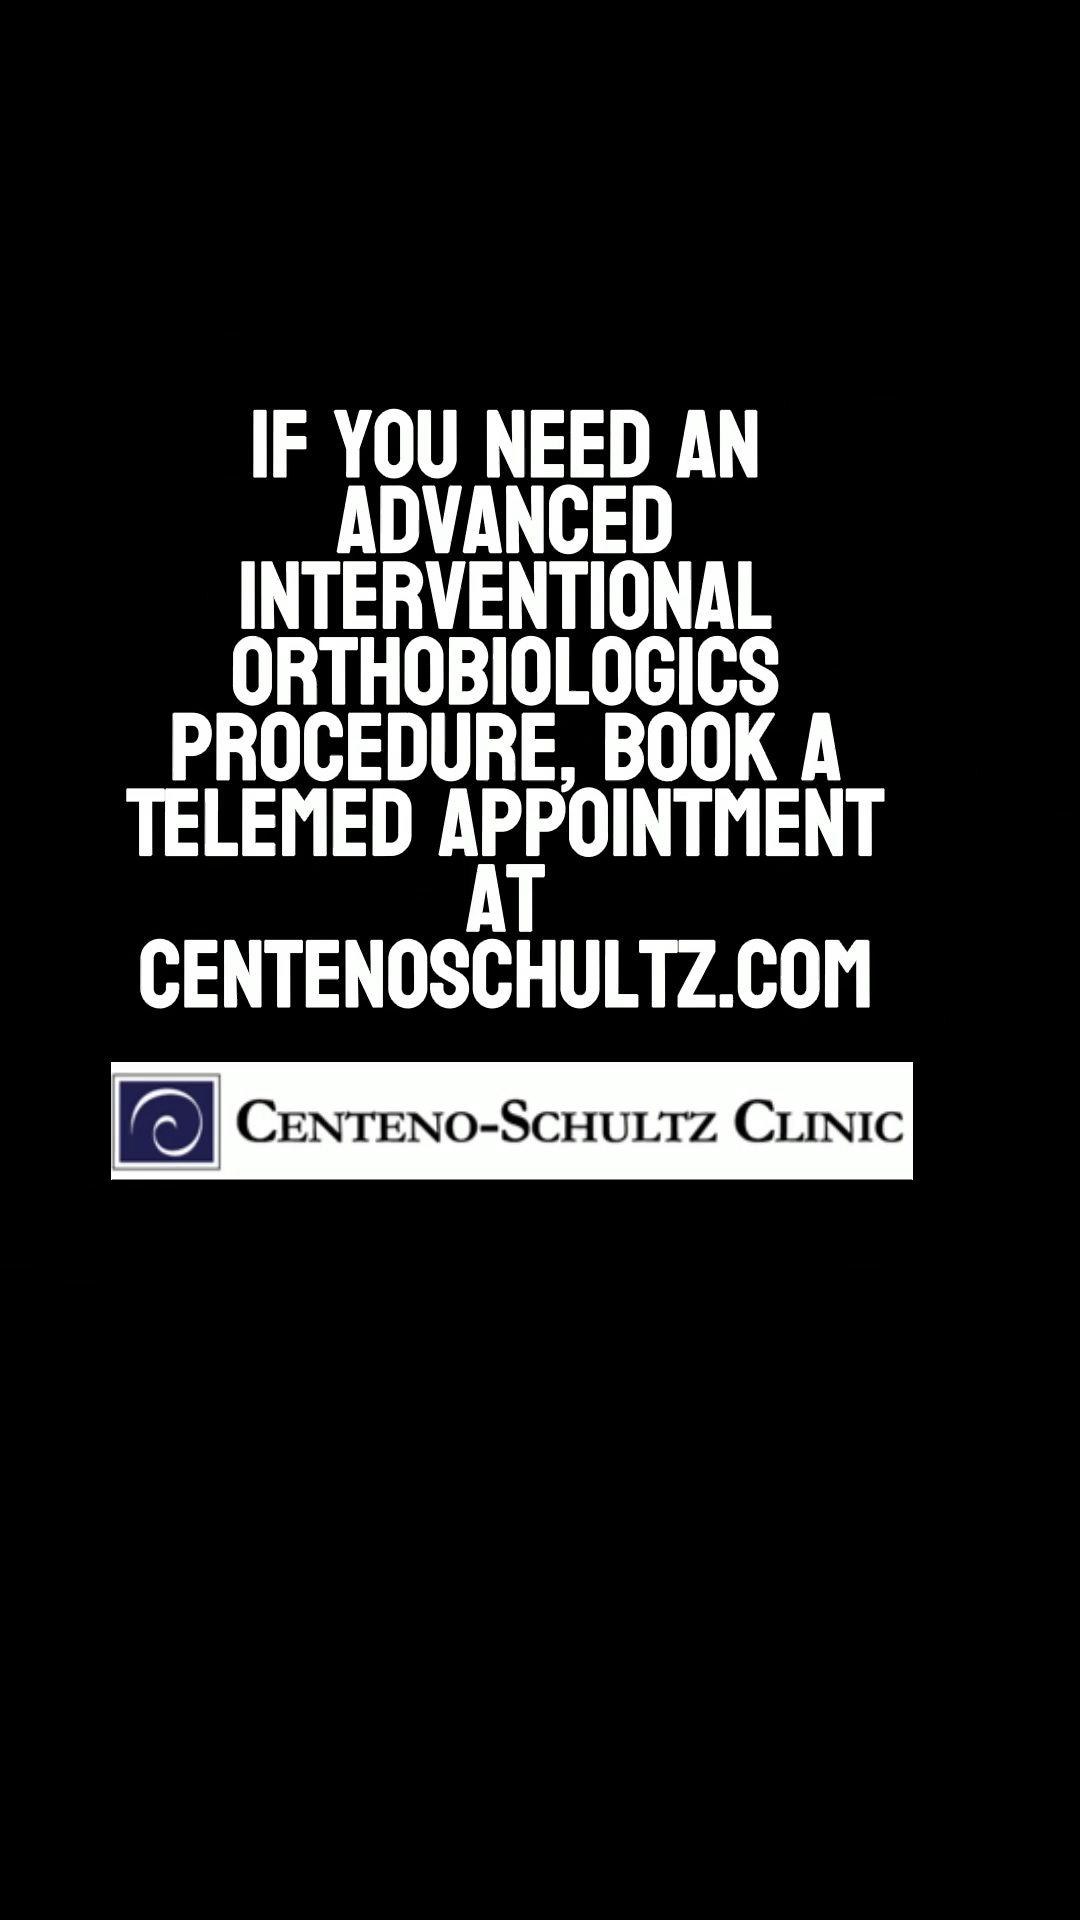 IF YOU NEED AN
ADVANCED
INTERVENTIONAL
ORTHOBIOLOGICS
PROCEDURE, BOOK A
TELEMED APPOINTMENT
AT
CENTENOSCHULTZ.COM
CENTENO-SCHULTZ CLINIC